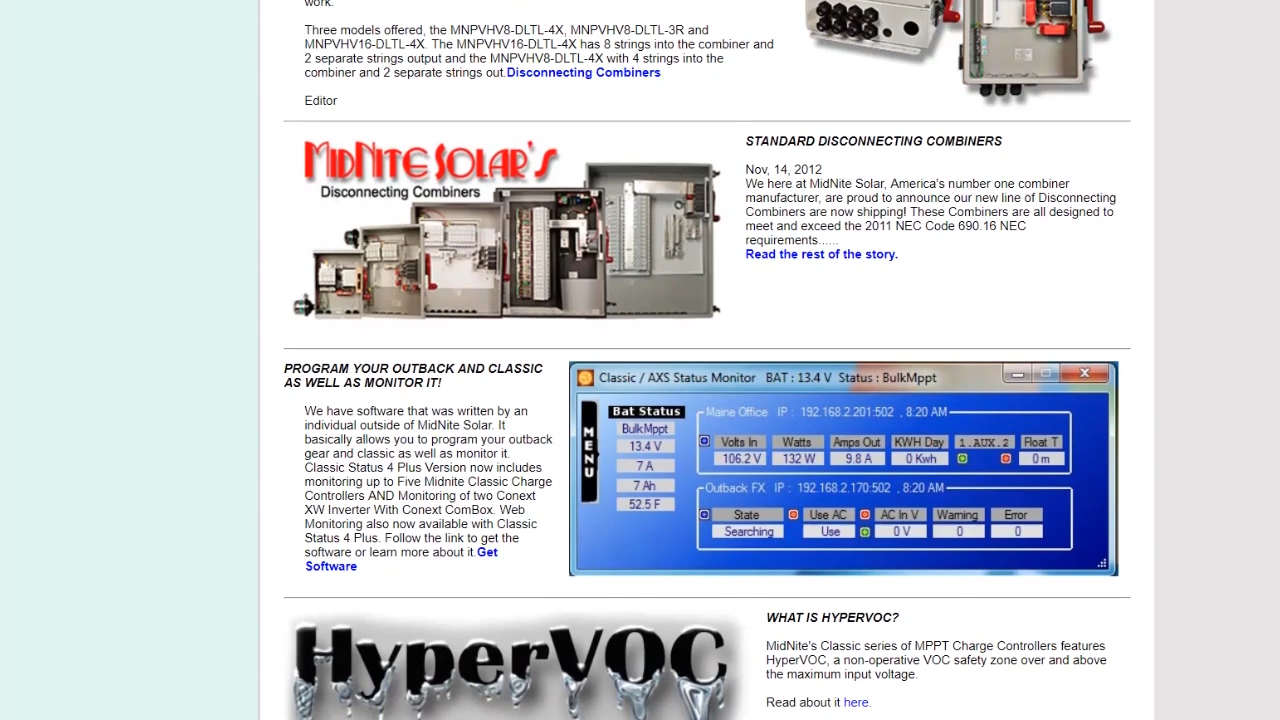 work.
Three models offered, the MNPVHV8-DLTL-4X, MNPVHV8-DLTL-3R and
MNPVHV16-DLTL-4X. The MNPVHV16-DLTL-4X has 8 strings into the combiner and
2 separate strings output and the MNPVHV8-DLTL-4X with 4 strings into the
combiner and 2 separate strings out.Disconnecting Combiners
Editor
MIDNITE SOLAR'S
Disconnecting Combiners
STANDARD DISCONNECTING COMBINERS
Nov, 14, 2012
We here at MidNite Solar, America's number one combiner
manufacturer, are proud to announce our new line of Disconnecting
Combiners are now shipping! These Combiners are all designed to
meet and exceed the 2011 NEC Code 690.16 NEC
requirements......
Read the rest of the story.
PROGRAM YOUR OUTBACK AND CLASSIC
AS WELL AS MONITOR IT!
We have software that was written by an
individual outside of MidNite Solar. It
basically allows you to program your outback
gear and classic as well as monitor it.
Classic Status 4 Plus Version now includes
monitoring up to Five Midnite Classic Charge
Controllers AND Monitoring of two Conext
XW Inverter With Conext ComBox. Web
Monitoring also now available with Classic
Status 4 Plus. Follow the link to get the
software or learn more about it.Get
Software
Classic / AXS Status Monitor BAT : 13.4 V Status : BulkMppt
MENU
Bat Status
BulkMppt
13.4 V
7 A
7 Ah
52.5 F
Maine Office IP : 192.168.2.201:502 , 8:20 AM
Volts In Watts Amps Out KWH Day 1.AUX.2 Float T
106.2 V 132 W 9.8 A 0 Kwh 0 m
Outback FX IP : 192.168.2.170:502 , 8:20 AM
State Use AC AC In V Warning Error
Searching Use 0 V 0 0
HyperVOC
WHAT IS HYPERVOC?
MidNite's Classic series of MPPT Charge Controllers features
HyperVOC, a non-operative VOC safety zone over and above
the maximum input voltage.
Read about it here.